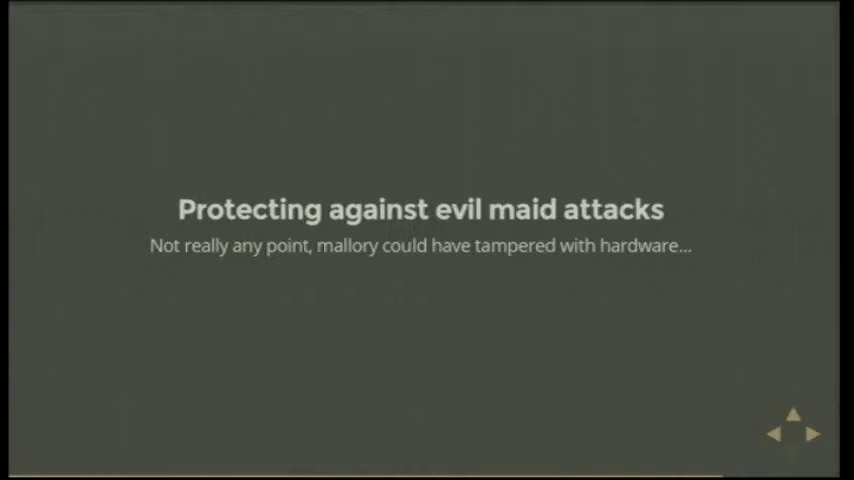 Protecting against evil maid attacks
Not really any point, mallory could have tampered with hardware...